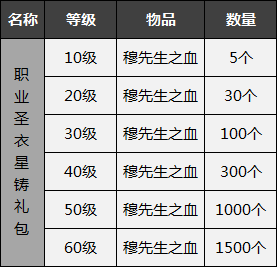 名称 等级 物品 数量
职业圣衣星铸礼包
10级 穆先生之血 5个
20级 穆先生之血 30个
30级 穆先生之血 100个
40级 穆先生之血 300个
50级 穆先生之血 1000个
60级 穆先生之血 1500个